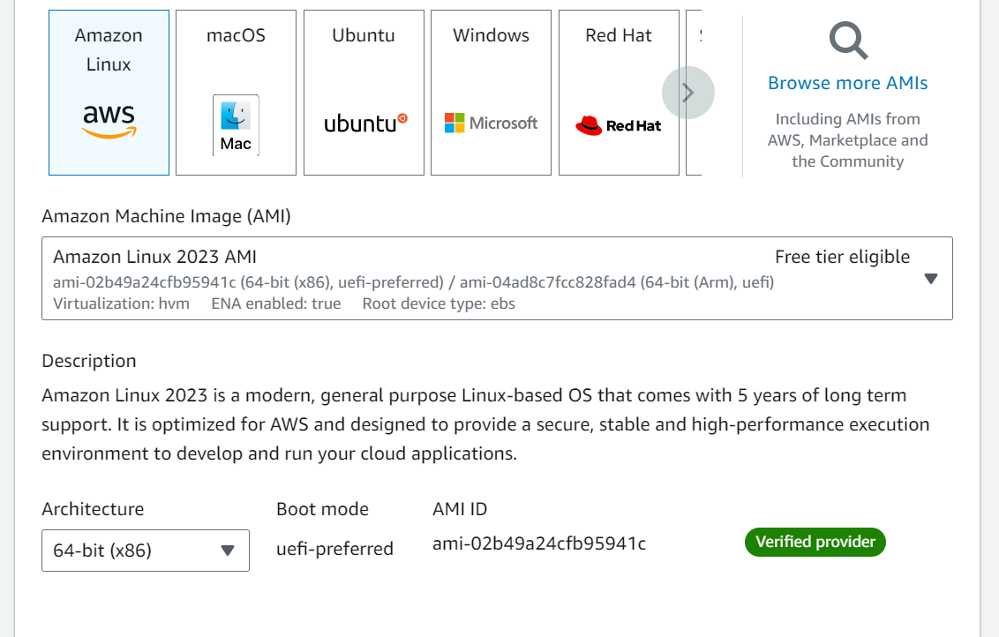 Amazon
Linux
aws
macOS
Mac
Ubuntu
ubuntu
Windows
Microsoft
Red Hat
Red Hat
Browse more AMIs
Including AMIs from
AWS, Marketplace and
the Community
Amazon Machine Image (AMI)
Amazon Linux 2023 AMI
Free tier eligible
ami-02b49a24cfb95941c (64-bit (x86), uefi-preferred) / ami-04ad8c7fcc828fad4 (64-bit (Arm), uefi)
Virtualization: hvm ENA enabled: true Root device type: ebs
Description
Amazon Linux 2023 is a modern, general purpose Linux-based OS that comes with 5 years of long term
support. It is optimized for AWS and designed to provide a secure, stable and high-performance execution
environment to develop and run your cloud applications.
Architecture
64-bit (x86)
Boot mode
uefi-preferred
AMI ID
ami-02b49a24cfb95941c
Verified provider